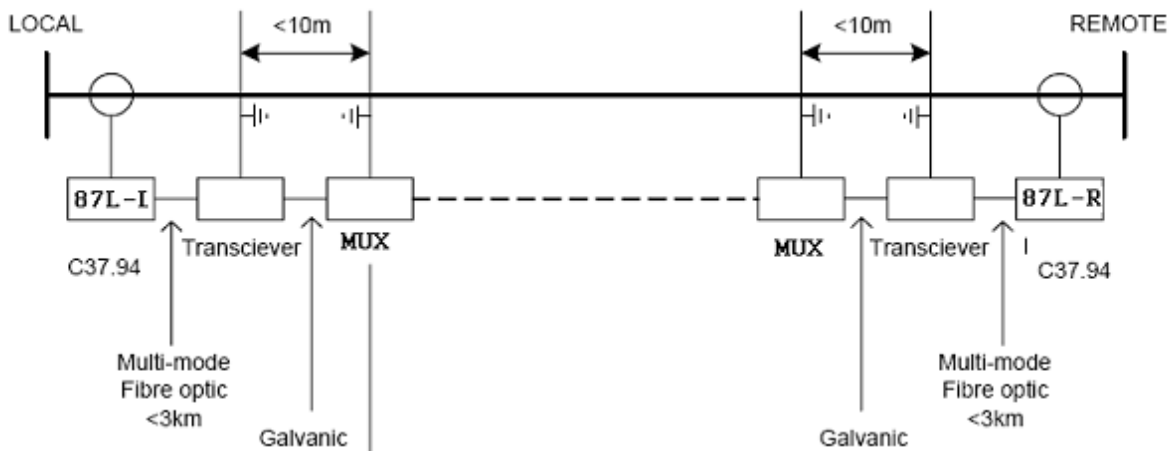 LOCAL
<10m
<10m
REMOTE
87L-I
MUX
MUX
87L-R
Transciever
Transciever
C37.94
I
C37.94
Multi-mode
Fibre optic
<3km
Galvanic
Galvanic
Multi-mode
Fibre optic
<3km